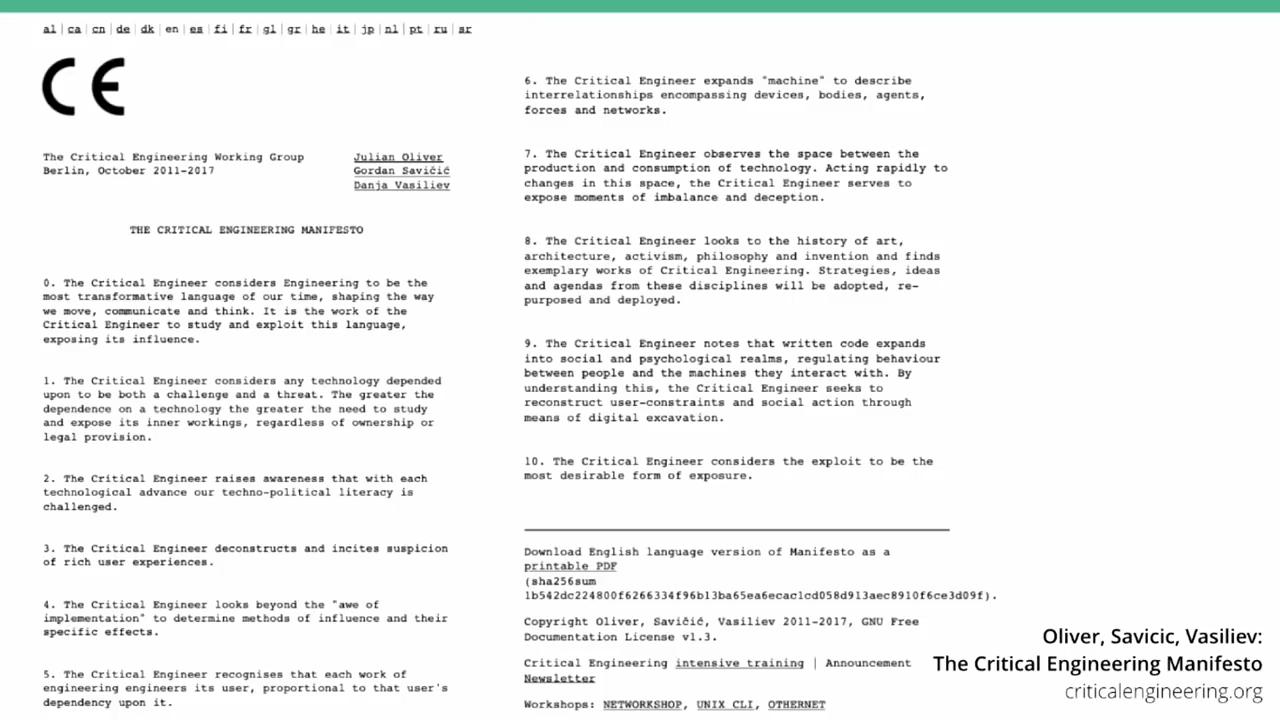 al | ca | cn | de | dk | en | es | fi | fr | gl | gr | he | it | jp | nl | pt | ru | sr
CE
The Critical Engineering Working Group
Berlin, October 2011-2017
Julian Oliver
Gordan Savičić
Danja Vasiliev
THE CRITICAL ENGINEERING MANIFESTO
0. The Critical Engineer considers Engineering to be the
most transformative language of our time, shaping the way
we move, communicate and think. It is the work of the
Critical Engineer to study and exploit this language,
exposing its influence.
1. The Critical Engineer considers any technology depended
upon to be both a challenge and a threat. The greater the
dependence on a technology the greater the need to study
and expose its inner workings, regardless of ownership or
legal provision.
2. The Critical Engineer raises awareness that with each
technological advance our techno-political literacy is
challenged.
3. The Critical Engineer deconstructs and incites suspicion
of rich user experiences.
4. The Critical Engineer looks beyond the "awe of
implementation" to determine methods of influence and their
specific effects.
5. The Critical Engineer recognises that each work of
engineering engineers its user, proportional to that user's
dependency upon it.
6. The Critical Engineer expands "machine" to describe
interrelationships encompassing devices, bodies, agents,
forces and networks.
7. The Critical Engineer observes the space between the
production and consumption of technology. Acting rapidly to
changes in this space, the Critical Engineer serves to
expose moments of imbalance and deception.
8. The Critical Engineer looks to the history of art,
architecture, activism, philosophy and invention and finds
exemplary works of Critical Engineering. Strategies, ideas
and agendas from these disciplines will be adopted, re-
purposed and deployed.
9. The Critical Engineer notes that written code expands
into social and psychological realms, regulating behaviour
between people and the machines they interact with. By
understanding this, the Critical Engineer seeks to
reconstruct user-constraints and social action through
means of digital excavation.
10. The Critical Engineer considers the exploit to be the
most desirable form of exposure.
Download English language version of Manifesto as a
printable PDF
(sha256sum
1b542dc224800f6266334f96b13ba65ea6ecac1cd058d913aec8910f6ce3d09f).
Copyright Oliver, Savičić, Vasiliev 2011-2017, GNU Free
Documentation License v1.3.
Critical Engineering intensive training | Announcement
Newsletter
Workshops: NETWORKSHOP, UNIX CLI, OTHERNET
Oliver, Savicic, Vasiliev:
The Critical Engineering Manifesto
criticalengineering.org